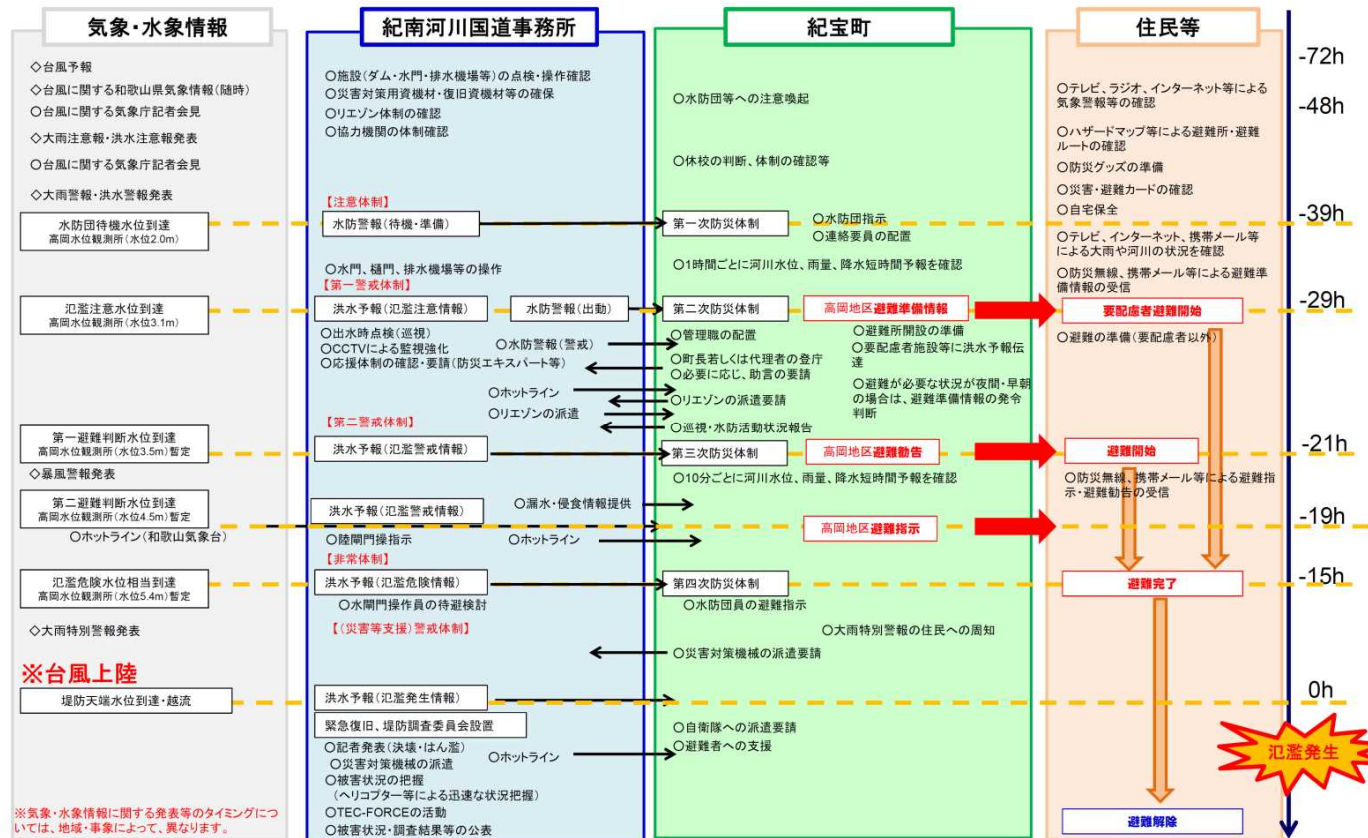 気象・水象情報
◇台風予報
◇台風に関する和歌山県気象情報(随時)
○台風に関する気象庁記者会見
◇大雨注意報・洪水注意報発表
○台風に関する気象庁記者会見
◇大雨警報・洪水警報発表
水防団待機水位到達
高岡水位観測所(水位2.0m)
氾濫注意水位到達
高岡水位観測所(水位3.1m)
第一避難判断水位到達
高岡水位観測所(水位3.5m)暫定
◇暴風警報発表
第二避難判断水位到達
高岡水位観測所(水位4.5m)暫定
○ホットライン(和歌山気象台)
氾濫危険水位相当到達
高岡水位観測所(水位5.4m)暫定
◇大雨特別警報発表
※台風上陸
堤防天端水位到達・越流
※気象・水象情報に関する発表等のタイミングについ
ては、地域・事象によって、異なります。
紀南河川国道事務所
○施設(ダム・水門・排水機場等)の点検・操作確認
○災害対策用資機材・復旧資機材等の確保
○リエゾン体制の確認
○協力機関の体制確認
【注意体制】
水防警報(待機・準備)
○水門、樋門、排水機場等の操作
【第一警戒体制】
洪水予報(氾濫注意情報)
水防警報(出動)
○出水時点検(巡視)
○CCTVによる監視強化
○水防警報(警戒)
○応援体制の確認・要請(防災エキスパート等)
○ホットライン
○リエゾンの派遣
【第二警戒体制】
洪水予報(氾濫警戒情報)
洪水予報(氾濫警戒情報)
○漏水・侵食情報提供
○陸閘門操指示
○ホットライン
【非常体制】
洪水予報(氾濫危険情報)
○水閘門操作員の待避検討
【(災害等支援)警戒体制】
洪水予報(氾濫発生情報)
緊急復旧、堤防調査委員会設置
○記者発表(決壊・はん濫)
○災害対策機械の派遣
○ホットライン
○被害状況の把握
(ヘリコプター等による迅速な状況把握)
○TEC-FORCEの活動
○被害状況・調査結果等の公表
紀宝町
○水防団等への注意喚起
○休校の判断、体制の確認等
第一次防災体制
○水防団指示
○連絡要員の配置
○1時間ごとに河川水位、雨量、降水短時間予報を確認
第二次防災体制
高岡地区避難準備情報
○管理職の配置
○町長若しくは代理者の登庁
○必要に応じ、助言の要請
○リエゾンの派遣要請
○巡視・水防活動状況報告
○避難所開設の準備
○要配慮者施設等に洪水予報伝
達
○避難が必要な状況が夜間・早朝
の場合は、避難準備情報の発令
判断
第三次防災体制
高岡地区避難勧告
○10分ごとに河川水位、雨量、降水短時間予報を確認
高岡地区避難指示
第四次防災体制
○水防団員の避難指示
○大雨特別警報の住民への周知
○災害対策機械の派遣要請
○自衛隊への派遣要請
○避難者への支援
住民等
○テレビ、ラジオ、インターネット等による
気象警報等の確認
○ハザードマップ等による避難所・避難
ルートの確認
○防災グッズの準備
○災害・避難カードの確認
○自宅保全
○テレビ、インターネット、携帯メール等
による大雨や河川の状況を確認
○防災無線、携帯メール等による避難準
備情報の受信
要配慮者避難開始
○避難の準備(要配慮者以外)
避難開始
○防災無線、携帯メール等による避難指
示・避難勧告の受信
避難完了
避難解除
-72h
-48h
-39h
-29h
-21h
-19h
-15h
0h
氾濫発生